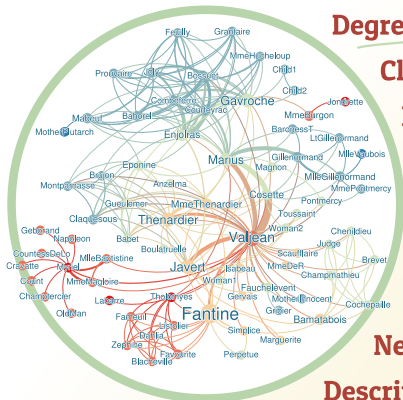 Degre
Cl
Ne
Descrip
Feuilly
Grantaire
MmeHucheloup
Child1
Child2
Prouvaire
Joly
Bossuet
Combeferre
Courfeyrac
Gavroche
Bahorel
Enjolras
Mabeuf
MotherPlutarch
Jondrette
MmeBurgon
BaronessT
LtGillenormand
MlleVaubois
Marius
Gillenormand
Magnon
MlleGillenormand
MmePontmercy
Eponine
Brujon
Anzelma
Cosette
Pontmercy
Montparnasse
Gueulemer
MmeThenardier
Toussaint
Claquesous
Thenardier
Woman2
Chenildieu
Babet
Valjean
Judge
Gebrand
Napoleon
Boulatruelle
Scaufflaire
Brevet
CountessDeLo
MlleBaptistine
Javert
Isabeau
MmeDeR
Champmathieu
Cravatte
Myriel
Woman1
Count
MmeMagloire
Fauchelevent
Champtercier
Labarre
Tholomyes
Gervais
MotherInnocent
Cochepaille
OldMan
Fameuil
Fantine
Gribier
Bamatabois
Listolier
Dahlia
Simplice
Zephine
Marguerite
Favourite
Blacheville
Perpetue